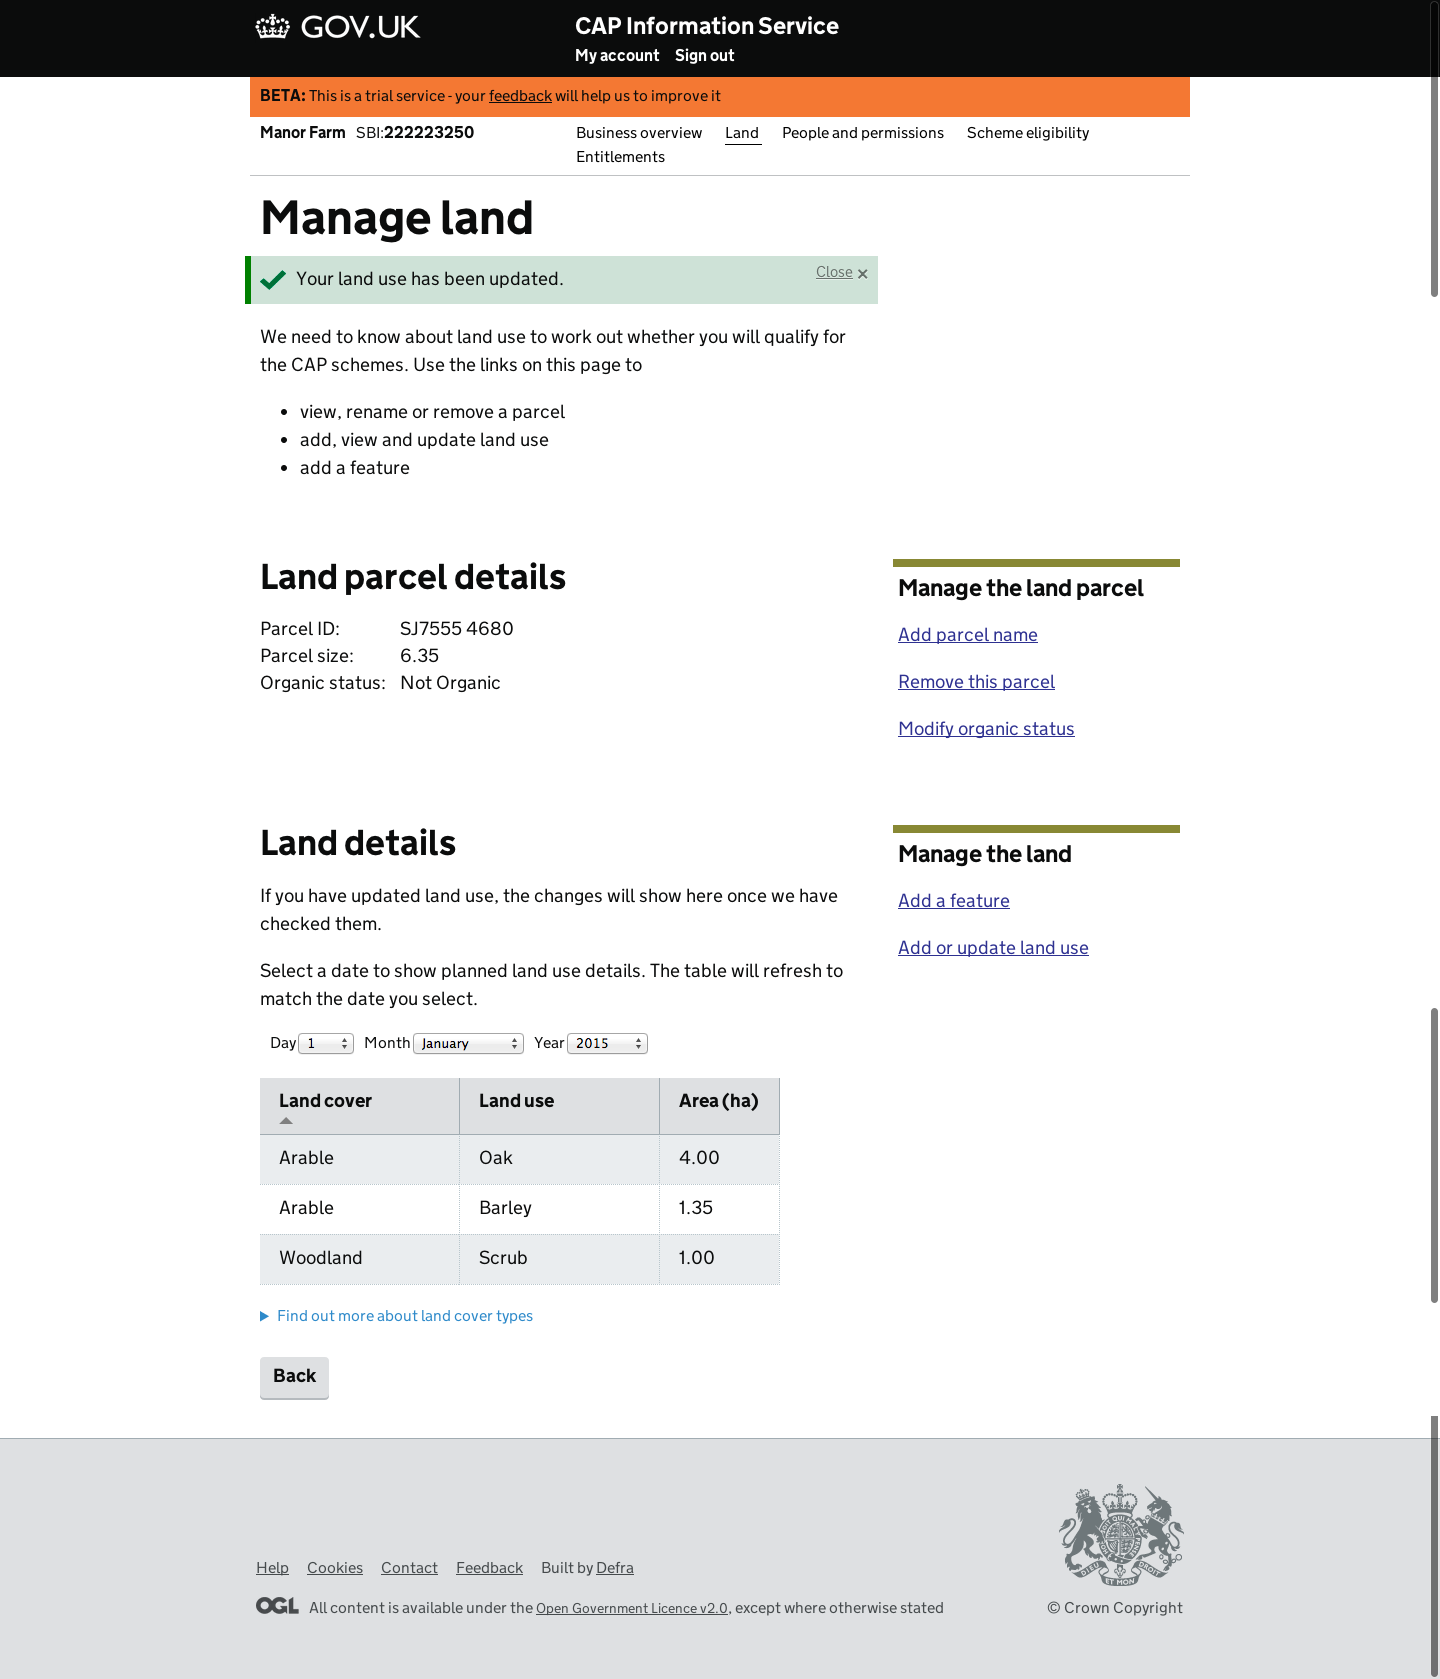 GOV.UK
CAP Information Service
My account Sign out
BETA: This is a trial service - your feedback will help us to improve it
Manor Farm SBI:222223250
Business overview Land People and permissions Scheme eligibility
Entitlements
Manage land
Your land use has been updated.
Close ×
We need to know about land use to work out whether you will qualify for
the CAP schemes. Use the links on this page to
• view, rename or remove a parcel
• add, view and update land use
• add a feature
Land parcel details
Parcel ID: SJ7555 4680
Parcel size: 6.35
Organic status: Not Organic
Manage the land parcel
Add parcel name
Remove this parcel
Modify organic status
Land details
If you have updated land use, the changes will show here once we have
checked them.
Select a date to show planned land use details. The table will refresh to
match the date you select.
Day 1 Month January Year 2015
Land cover Land use Area (ha)
Arable Oak 4.00
Arable Barley 1.35
Woodland Scrub 1.00
Find out more about land cover types
Back
Manage the land
Add a feature
Add or update land use
Help Cookies Contact Feedback Built by Defra
OGL All content is available under the Open Government Licence v2.0, except where otherwise stated
DIEU ET MON DROIT
© Crown Copyright